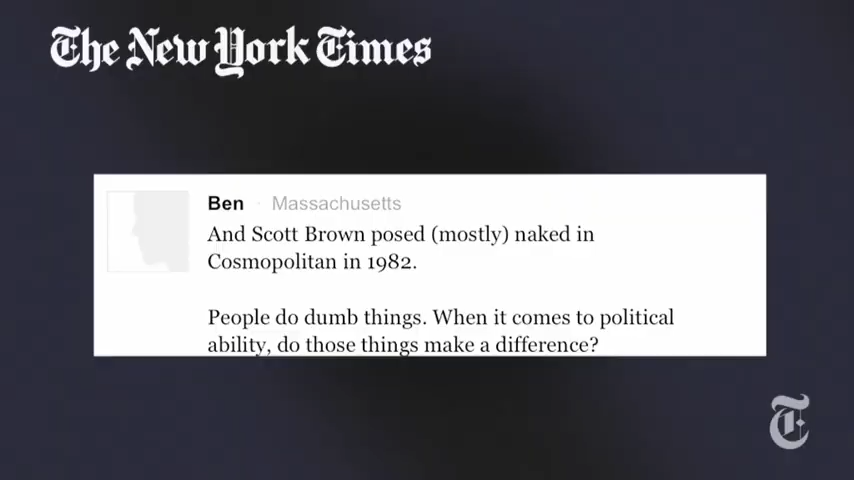 The New York Times
Ben · Massachusetts
And Scott Brown posed (mostly) naked in
Cosmopolitan in 1982.
People do dumb things. When it comes to political
ability, do those things make a difference?
T